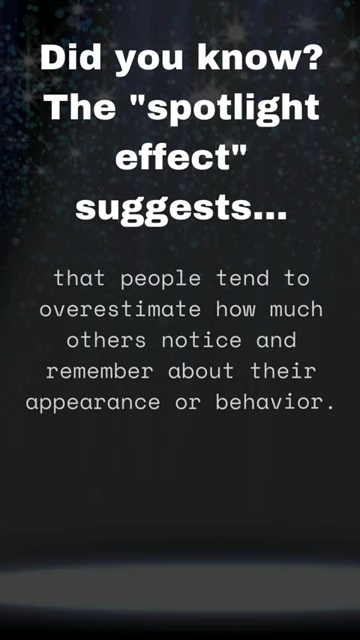 Did you know?
The "spotlight
effect"
suggests...
that people tend to
overestimate how much
others notice and
remember about their
appearance or behavior.